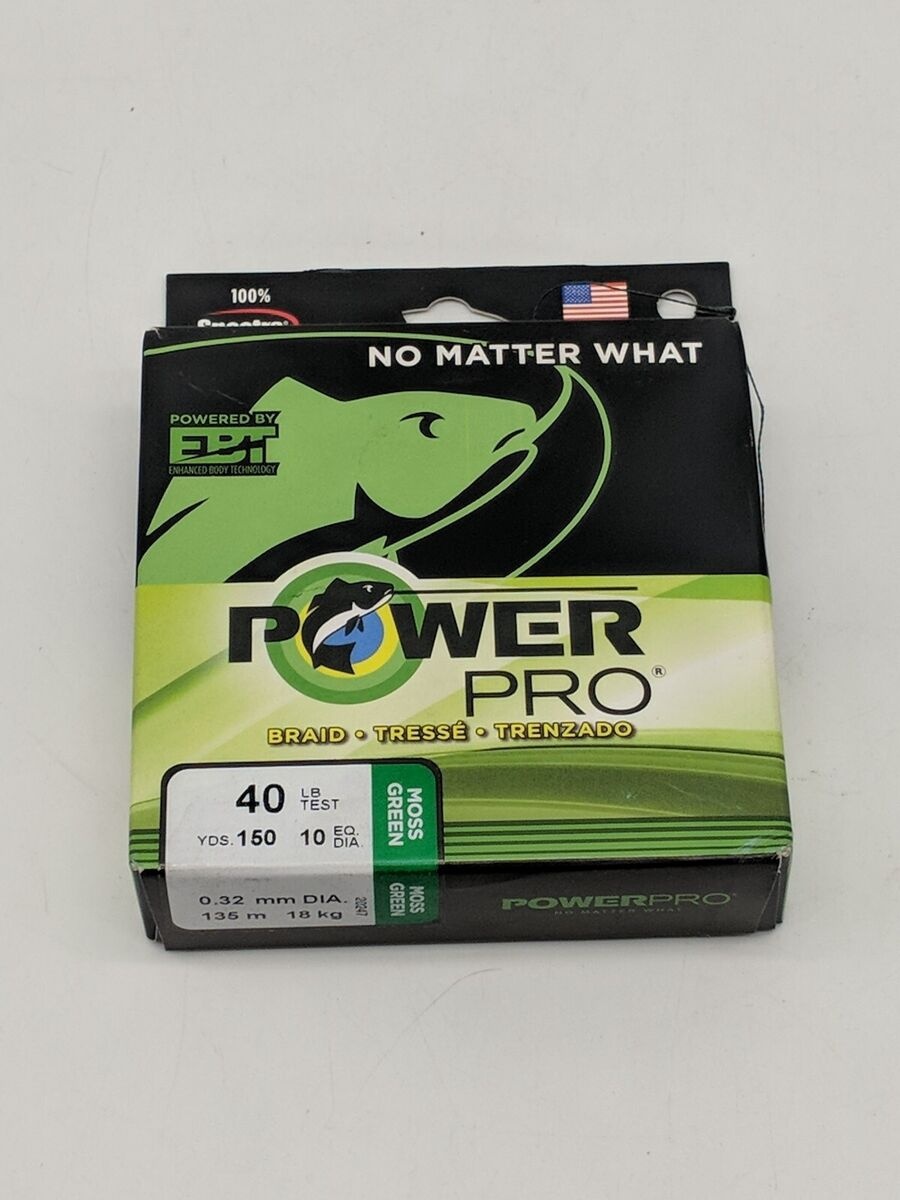 100%
Spectra
NO MATTER WHAT
POWERED BY
EBT
ENHANCED BODY TECHNOLOGY
POWER
PRO®
BRAID • TRESSÉ • TRENZADO
40 LB TEST
YDS. 150 10 EQ. DIA.
MOSS GREEN
0.32 mm DIA.
135 m 18 kg
20247
MOSS GREEN
POWERPRO
NO MATTER WHAT